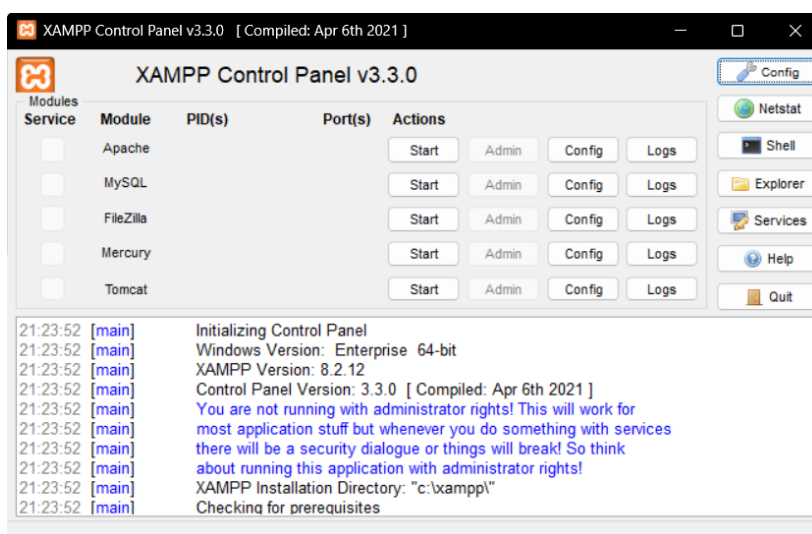 XAMPP Control Panel v3.3.0 [ Compiled: Apr 6th 2021 ]
XAMPP Control Panel v3.3.0
Config
Modules
Service Module PID(s) Port(s) Actions
Netstat
Apache Start Admin Config Logs
Shell
MySQL Start Admin Config Logs
Explorer
FileZilla Start Admin Config Logs
Services
Mercury Start Admin Config Logs
Help
Tomcat Start Admin Config Logs
Quit
21:23:52 [main] Initializing Control Panel
21:23:52 [main] Windows Version: Enterprise 64-bit
21:23:52 [main] XAMPP Version: 8.2.12
21:23:52 [main] Control Panel Version: 3.3.0 [ Compiled: Apr 6th 2021 ]
21:23:52 [main] You are not running with administrator rights! This will work for
21:23:52 [main] most application stuff but whenever you do something with services
21:23:52 [main] there will be a security dialogue or things will break! So think
21:23:52 [main] about running this application with administrator rights!
21:23:52 [main] XAMPP Installation Directory: "c:\xampp\"
21:23:52 [main] Checking for prerequisites